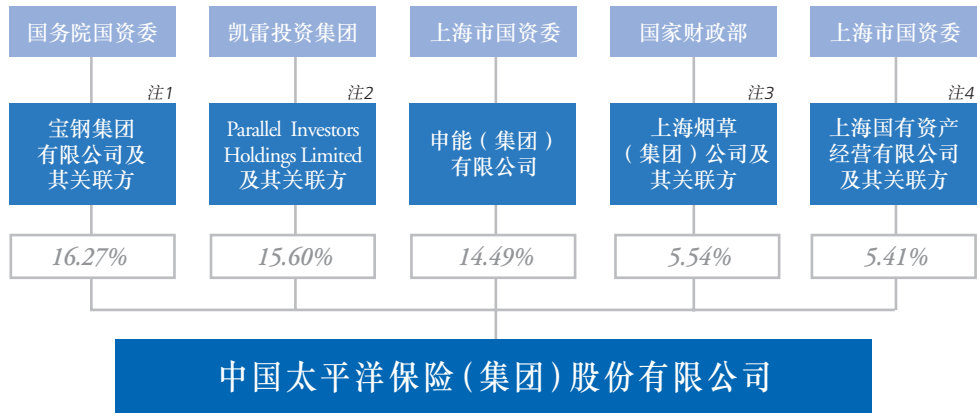 国务院国资委
凯雷投资集团
上海市国资委
国家财政部
上海市国资委
注1
注2
注3
注4
宝钢集团
有限公司及
其关联方
Parallel Investors
Holdings Limited
及其关联方
申能（集团）
有限公司
上海烟草
（集团）公司及
其关联方
上海国有资产
经营有限公司
及其关联方
16.27%
15.60%
14.49%
5.54%
5.41%
中国太平洋保险（集团）股份有限公司